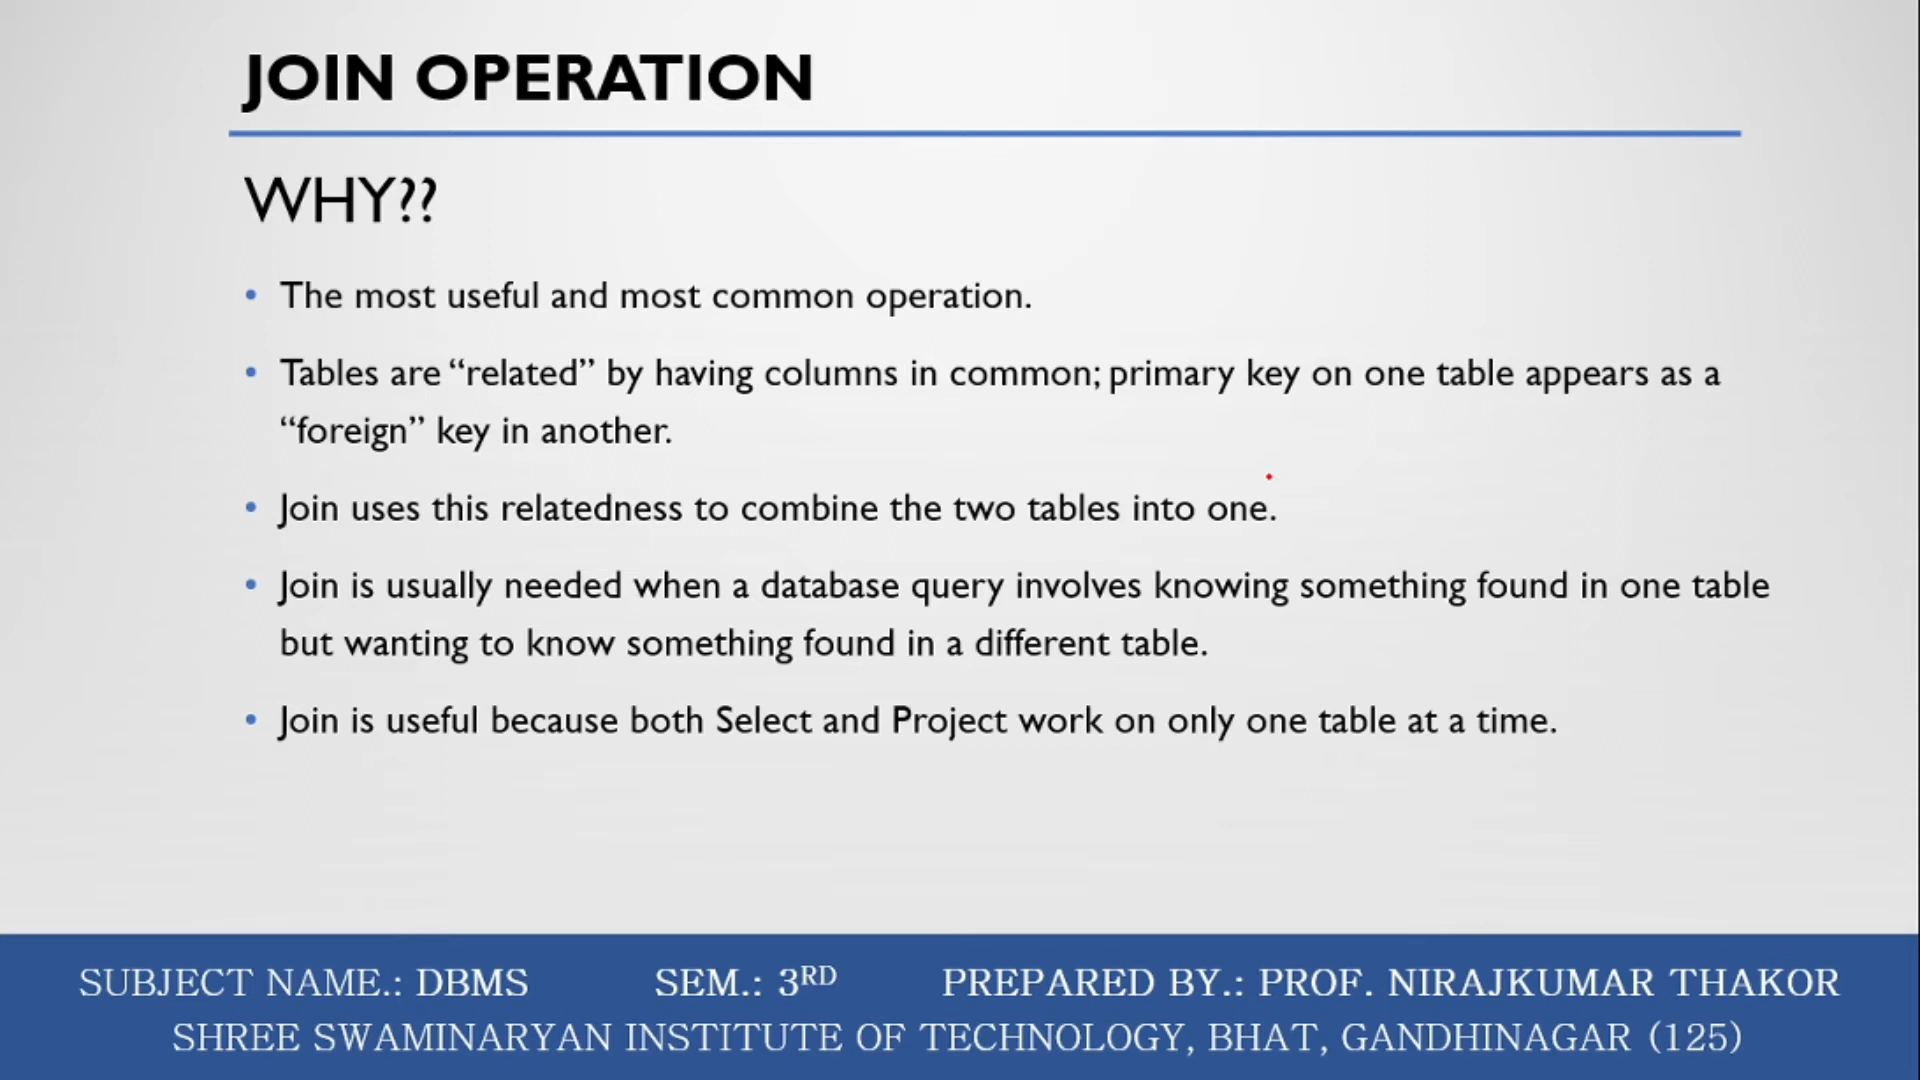 JOIN OPERATION
WHY??
• The most useful and most common operation.
• Tables are “related” by having columns in common; primary key on one table appears as a
“foreign” key in another.
• Join uses this relatedness to combine the two tables into one.
• Join is usually needed when a database query involves knowing something found in one table
but wanting to know something found in a different table.
• Join is useful because both Select and Project work on only one table at a time.
SUBJECT NAME.: DBMS SEM.: 3RD PREPARED BY.: PROF. NIRAJKUMAR THAKOR
SHREE SWAMINARYAN INSTITUTE OF TECHNOLOGY, BHAT, GANDHINAGAR (125)